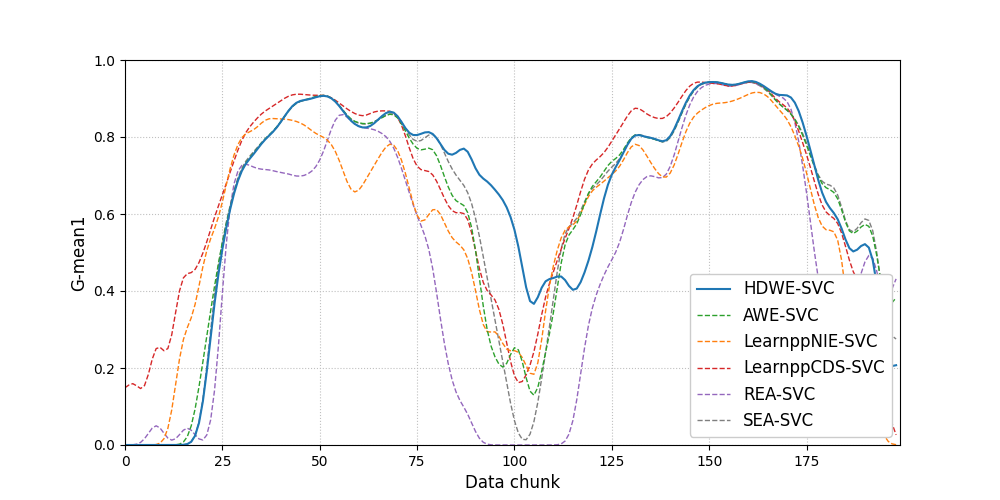 1.0
0.8
0.6
0.4
0.2
0.0
G-mean1
0
25
50
75
100
125
150
175
Data chunk
HDWE-SVC
AWE-SVC
LearnppNIE-SVC
LearnppCDS-SVC
REA-SVC
SEA-SVC